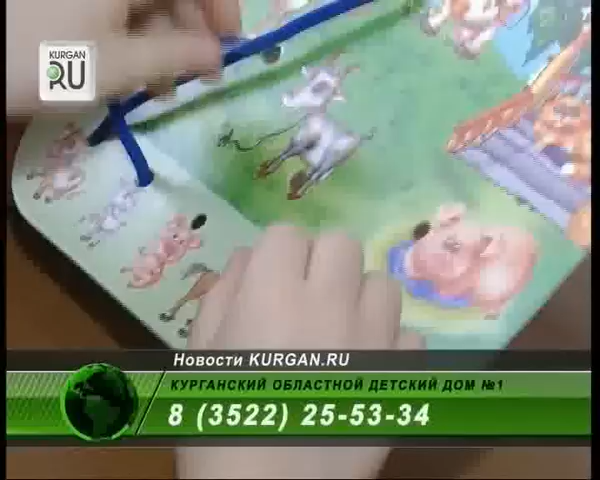 KURGAN
RU
Новости KURGAN.RU
КУРГАНСКИЙ ОБЛАСТНОЙ ДЕТСКИЙ ДОМ №1
8 (3522) 25-53-34